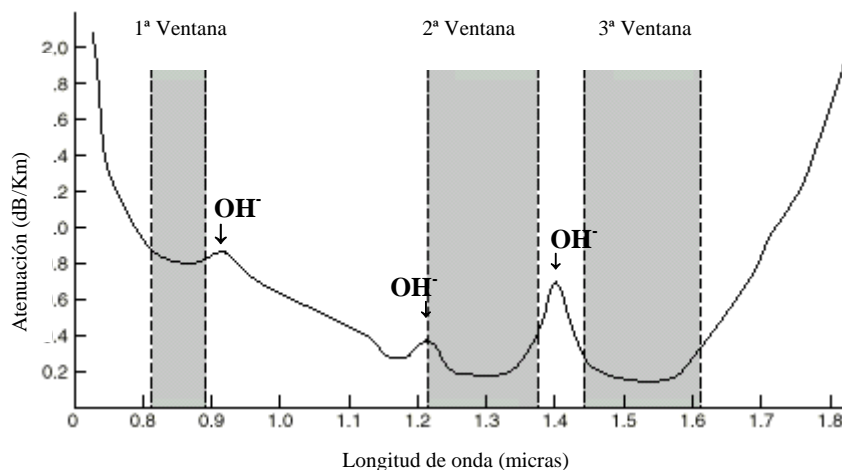 1ª Ventana 2ª Ventana 3ª Ventana
2.0
.8
.6
.4
.2
.0
.8
.6
.4
0.2
Atenuación (dB/Km)
OH-
OH-
OH-
0 0.8 0.9 1.0 1.1 1.2 1.3 1.4 1.5 1.6 1.7 1.8
Longitud de onda (micras)